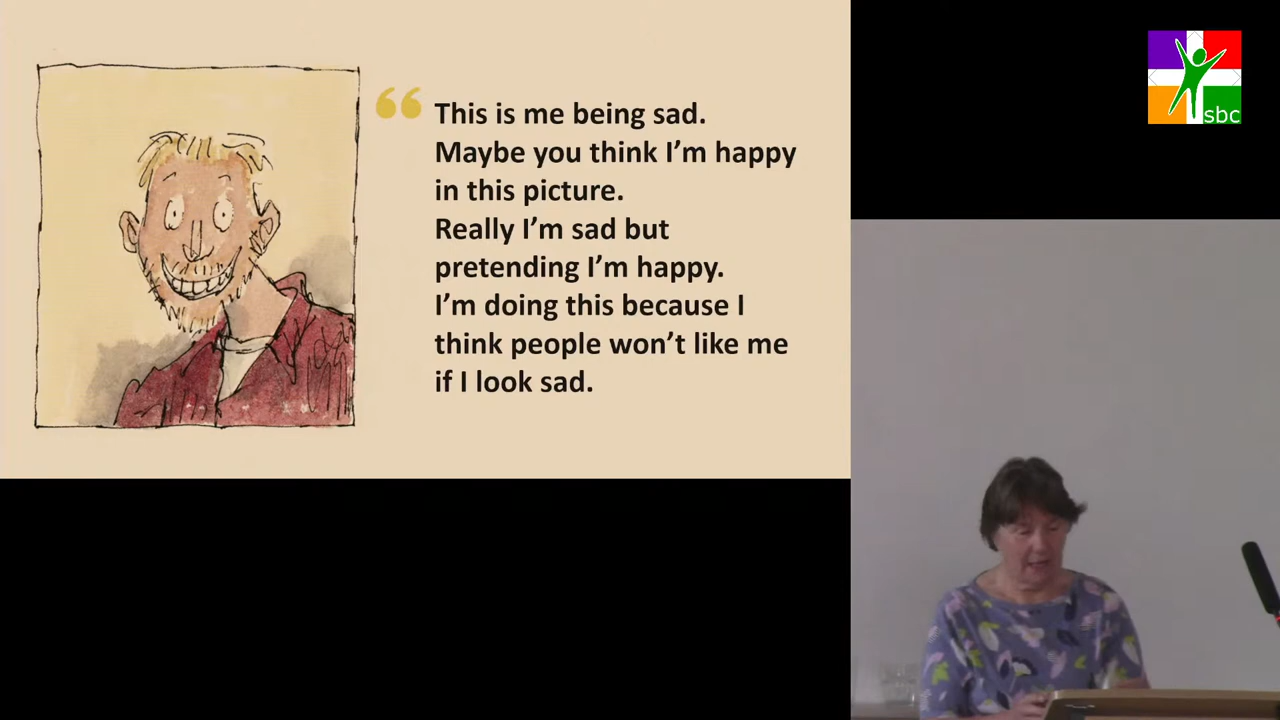 “
This is me being sad.
Maybe you think I’m happy
in this picture.
Really I’m sad but
pretending I’m happy.
I’m doing this because I
think people won’t like me
if I look sad.
sbc